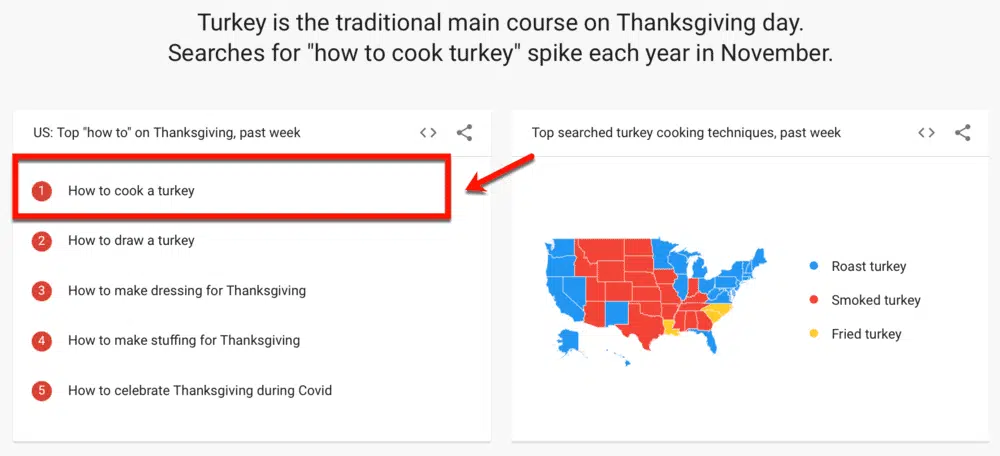 Turkey is the traditional main course on Thanksgiving day.
Searches for "how to cook turkey" spike each year in November.
US: Top "how to" on Thanksgiving, past week
1 How to cook a turkey
2 How to draw a turkey
3 How to make dressing for Thanksgiving
4 How to make stuffing for Thanksgiving
5 How to celebrate Thanksgiving during Covid
Top searched turkey cooking techniques, past week
Roast turkey
Smoked turkey
Fried turkey